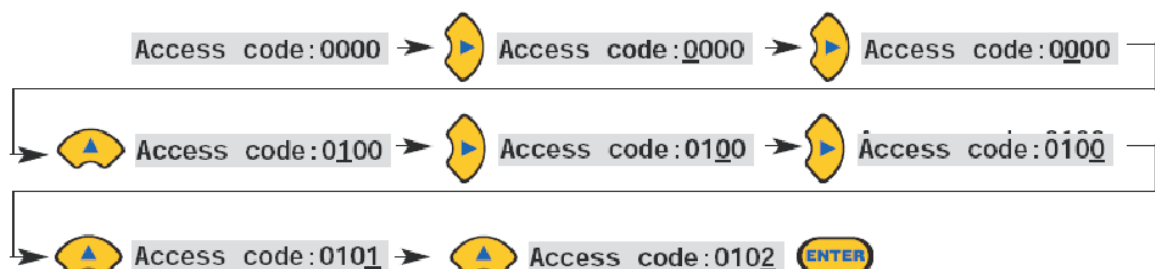 Access code:0000 Access code:0000 Access code:0000
Access code:0100 Access code:0100 Access code:0100
Access code:0101 Access code:0102 ENTER